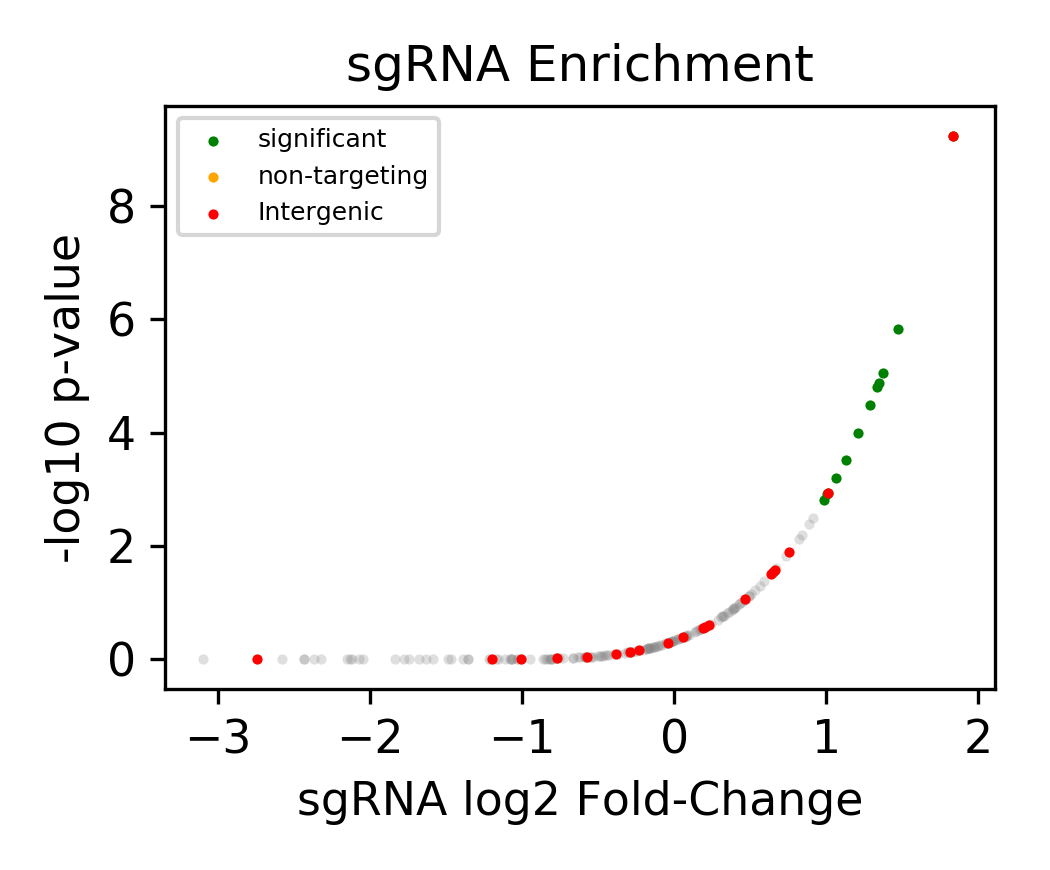 sgRNA Enrichment
significant
non-targeting
Intergenic
-log10 p-value
8
6
4
2
0
−3
−2
−1
0
1
2
sgRNA log2 Fold-Change